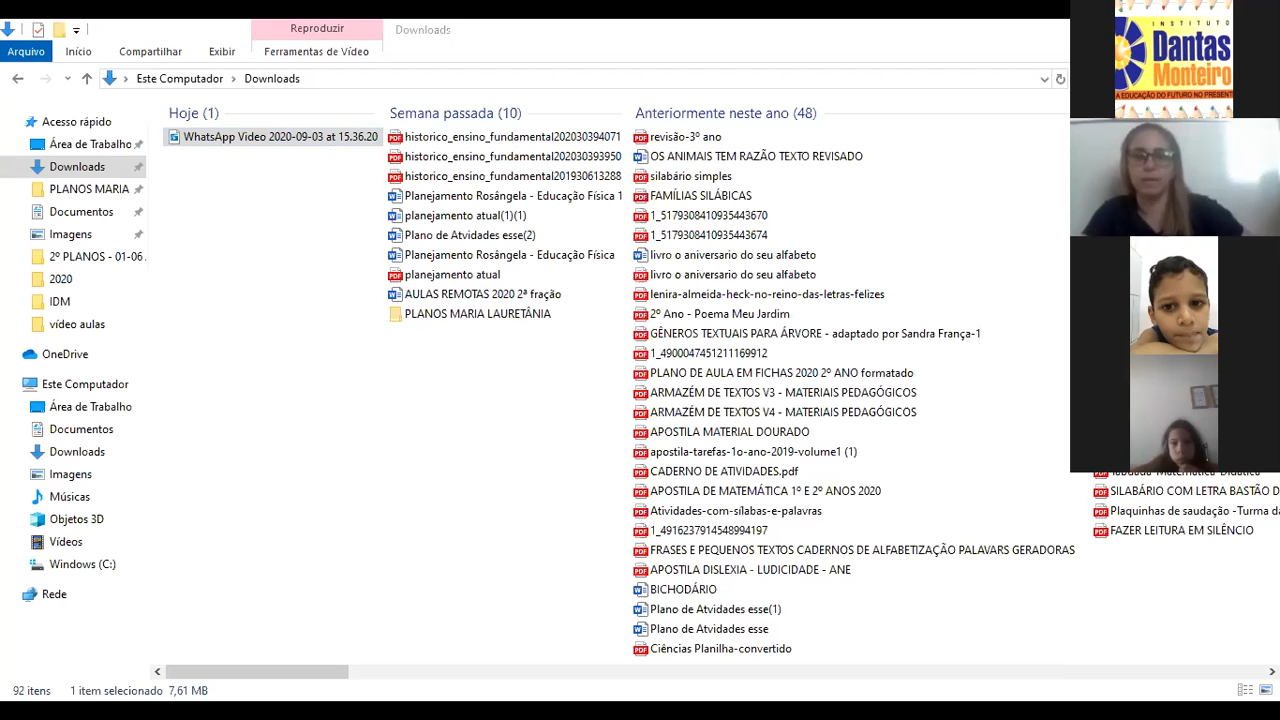 Reproduzir
Downloads
Arquivo
Início
Compartilhar
Exibir
Ferramentas de Vídeo
Este Computador
Downloads
Acesso rápido
Área de Trabalho
Downloads
PLANOS MARIA
Documentos
Imagens
2º PLANOS - 01-06
2020
IDM
vídeo aulas
OneDrive
Este Computador
Área de Trabalho
Documentos
Downloads
Imagens
Músicas
Objetos 3D
Vídeos
Windows (C:)
Rede
Hoje (1)
WhatsApp Video 2020-09-03 at 15.36.20
Semana passada (10)
historico_ensino_fundamental202030394071
historico_ensino_fundamental202030393950
historico_ensino_fundamental201930613288
Planejamento Rosângela - Educação Física 1
planejamento atual(1)(1)
Plano de Atvidades esse(2)
Planejamento Rosângela - Educação Física
planejamento atual
AULAS REMOTAS 2020 2ª fração
PLANOS MARIA LAURETÂNIA
Anteriormente neste ano (48)
revisão-3º ano
OS ANIMAIS TEM RAZÃO TEXTO REVISADO
silabário simples
FAMÍLIAS SILÁBICAS
1_5179308410935443670
1_5179308410935443674
livro o aniversario do seu alfabeto
livro o aniversario do seu alfabeto
lenira-almeida-heck-no-reino-das-letras-felizes
2º Ano - Poema Meu Jardim
GÊNEROS TEXTUAIS PARA ÁRVORE - adaptado por Sandra França-1
1_4900047451211169912
PLANO DE AULA EM FICHAS 2020 2º ANO formatado
ARMAZÉM DE TEXTOS V3 - MATERIAIS PEDAGÓGICOS
ARMAZÉM DE TEXTOS V4 - MATERIAIS PEDAGÓGICOS
APOSTILA MATERIAL DOURADO
apostila-tarefas-1o-ano-2019-volume1 (1)
CADERNO DE ATIVIDADES.pdf
APOSTILA DE MATEMÁTICA 1º E 2º ANOS 2020
Atividades-com-sílabas-e-palavras
1_4916237914548994197
FRASES E PEQUENOS TEXTOS CADERNOS DE ALFABETIZAÇÃO PALAVARS GERADORAS
APOSTILA DISLEXIA - LUDICIDADE - ANE
BICHODÁRIO
Plano de Atvidades esse(1)
Plano de Atvidades esse
Ciências Planilha-convertido
SILABÁRIO COM LETRA BASTÃO D
Plaquinhas de saudação -Turma da
FAZER LEITURA EM SILÊNCIO
92 itens
1 item selecionado 7,61 MB
INSTITUTO
Dantas
Monteiro
A EDUCAÇÃO DO FUTURO NO PRESENT